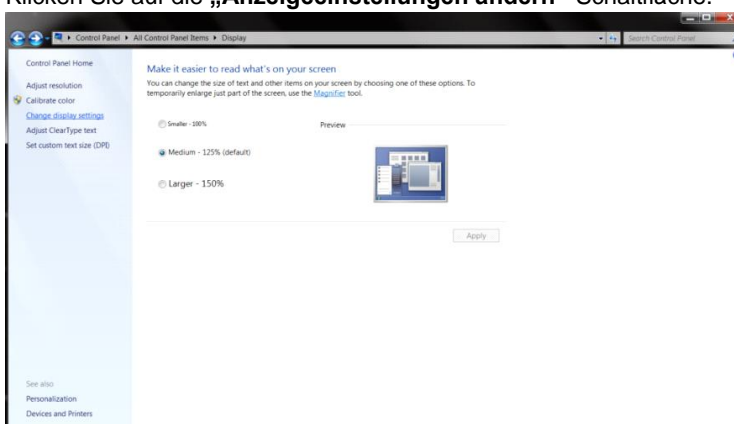 Klicken Sie auf die „Anzeigeeinstellungen ändern“ Schaltfläche.
Control Panel ▸ All Control Panel Items ▸ Display
Search Control Panel
Control Panel Home
Adjust resolution
Calibrate color
Change display settings
Adjust ClearType text
Set custom text size (DPI)
Make it easier to read what's on your screen
You can change the size of text and other items on your screen by choosing one of these options. To
temporarily enlarge just part of the screen, use the Magnifier tool.
Smaller - 100%
Preview
Medium - 125% (default)
Larger - 150%
Apply
See also
Personalization
Devices and Printers